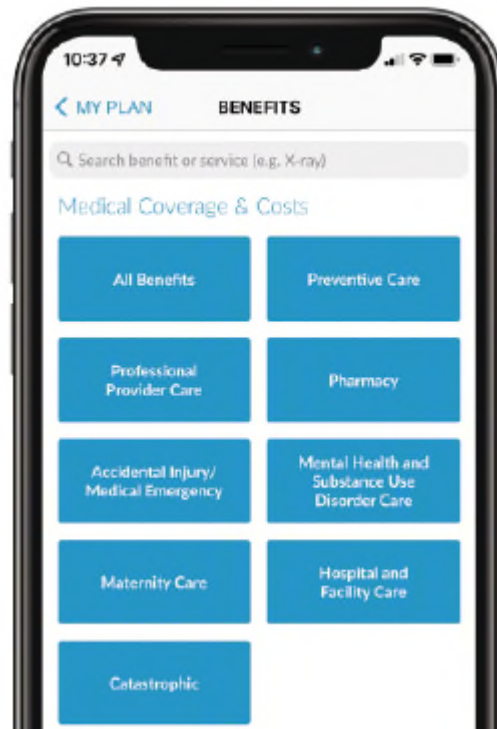 10:37
MY PLAN BENEFITS
Search benefit or service (e.g. X-ray)
Medical Coverage & Costs
All Benefits
Preventive Care
Professional
Provider Care
Pharmacy
Accidental Injury/
Medical Emergency
Mental Health and
Substance Use
Disorder Care
Maternity Care
Hospital and
Facility Care
Catastrophic